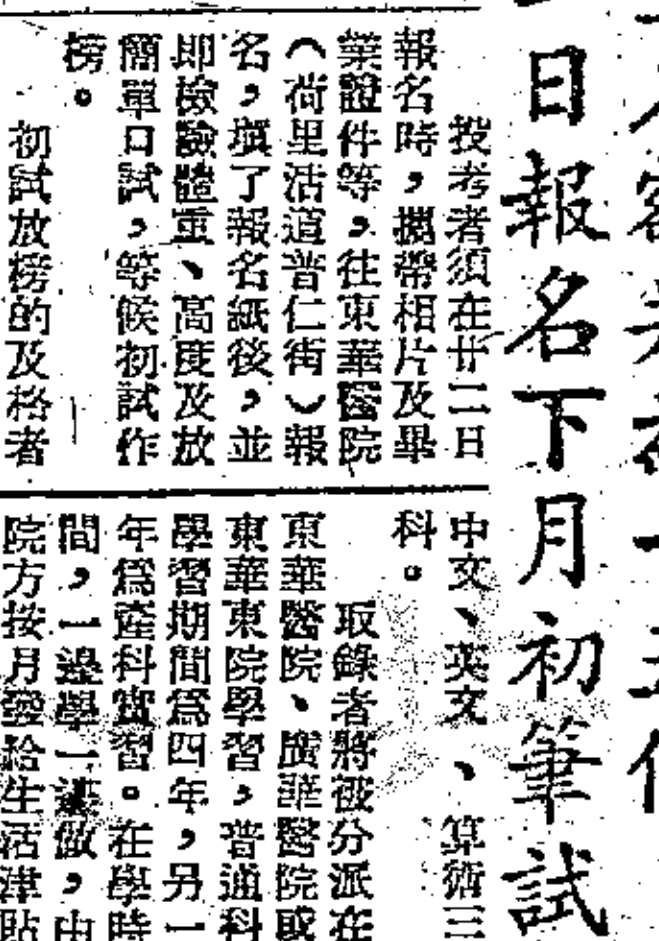 日報名下月初筆試
投考者須在廿二日
報名時，攜帶相片及畢
業證件等，往東華醫院
（荷里活道普仁街）報
名，填了報名紙後，並
即檢驗體重、高度及放
簡單口試，等候初試作
榜。
初試放榜的及格者
中文、英文、算術三
科。
取錄者將被分派在
東華醫院、廣華醫院或
東華東院學習，普通科
學習期間爲四年，另一
年爲產科實習。在學時
間，一邊學一邊做，由
院方按月發給生活津貼